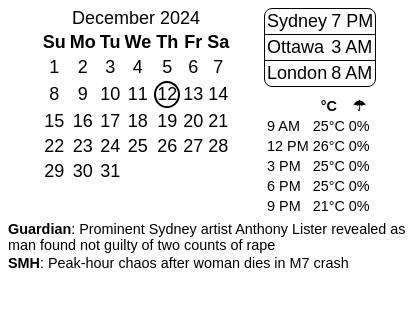 December 2024
Su Mo Tu We Th Fr Sa
1 2 3 4 5 6 7
8 9 10 11 12 13 14
15 16 17 18 19 20 21
22 23 24 25 26 27 28
29 30 31
Sydney 7 PM
Ottawa 3 AM
London 8 AM
°C ☂
9 AM 25°C 0%
12 PM 26°C 0%
3 PM 25°C 0%
6 PM 25°C 0%
9 PM 21°C 0%
Guardian: Prominent Sydney artist Anthony Lister revealed as
man found not guilty of two counts of rape
SMH: Peak-hour chaos after woman dies in M7 crash